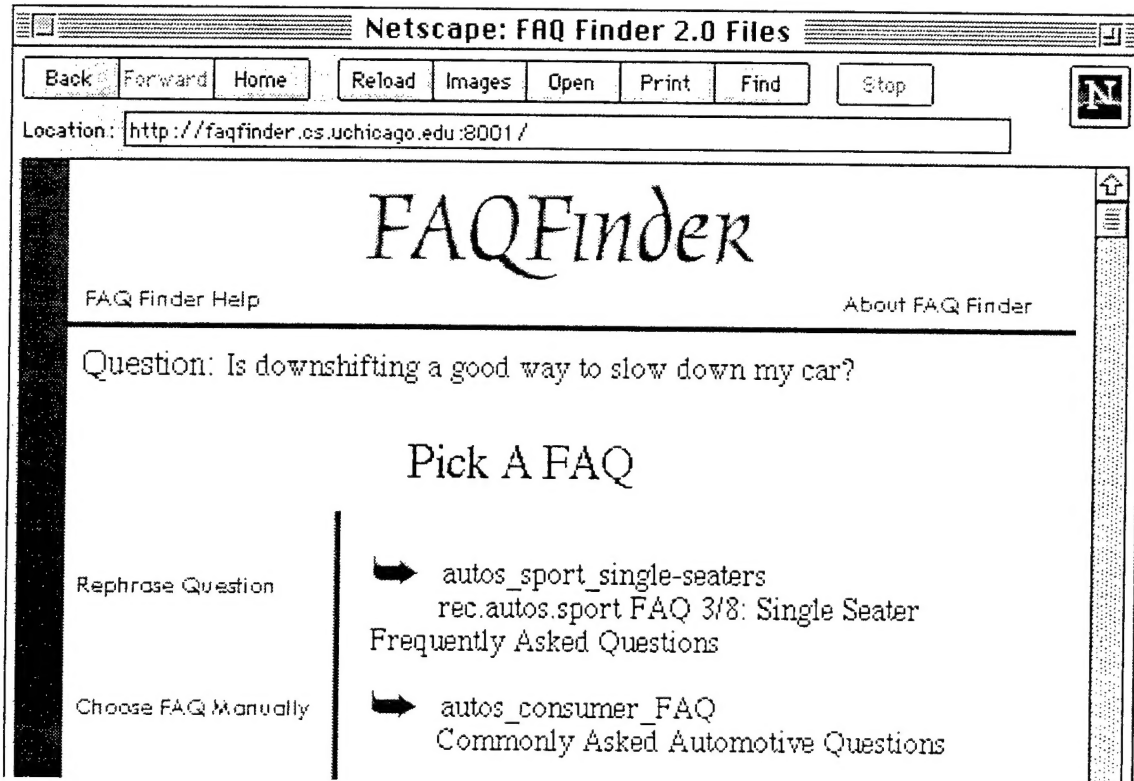 Netscape: FAQ Finder 2.0 Files
Back Forward Home Reload Images Open Print Find Stop
N
Location: http://faqfinder.cs.uchicago.edu:8001/
FAQFinder
FAQ Finder Help About FAQ Finder
Question: Is downshifting a good way to slow down my car?
Pick A FAQ
Rephrase Question
autos_sport_single-seaters
rec.autos.sport FAQ 3/8: Single Seater
Frequently Asked Questions
Choose FAQ Manually
autos_consumer_FAQ
Commonly Asked Automotive Questions